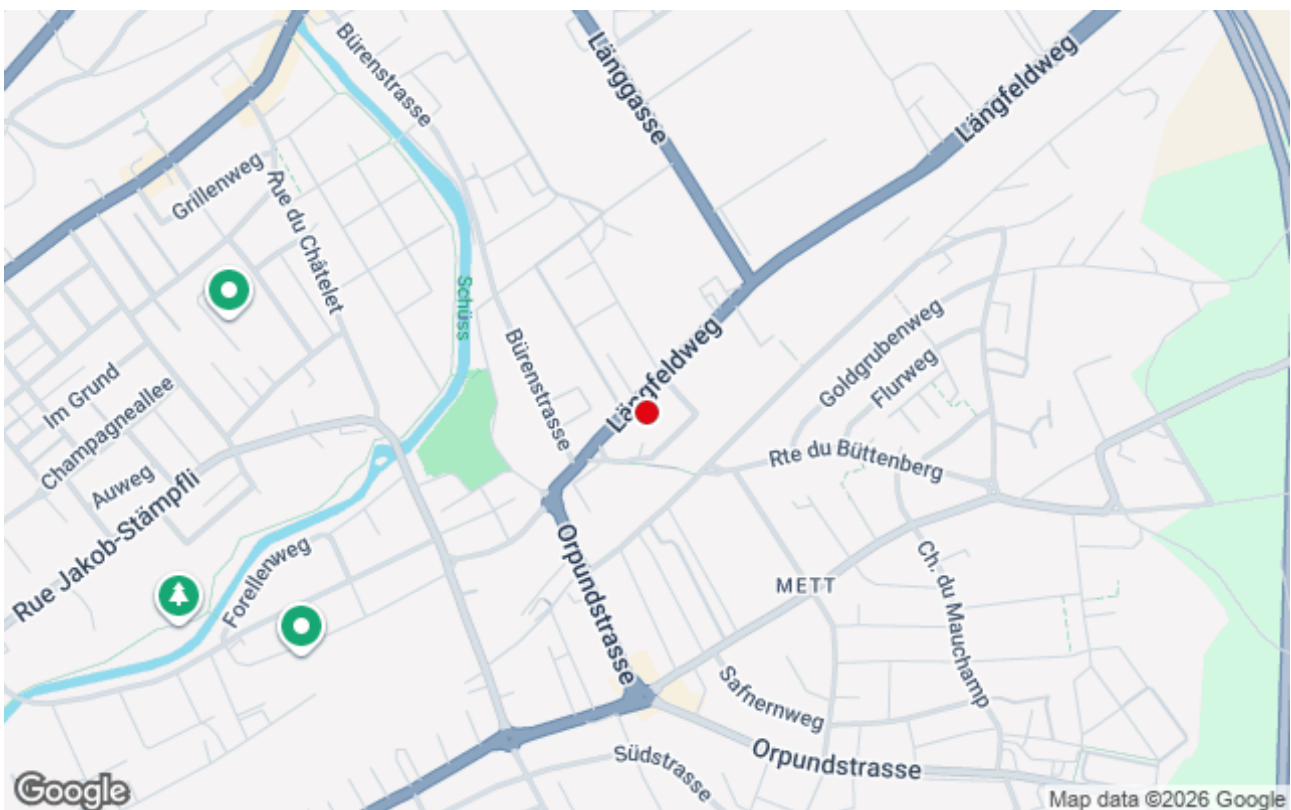 Bürenstrasse
Länggasse
Längfeldweg
Grillenweg
Rue du Châtelet
Schüss
Bürenstrasse
Längfeldweg
Goldgrubenweg
Flurweg
Im Grund
Champagneallee
Auweg
Rue Jakob-Stämpfli
Rte du Büttenberg
Forellenweg
Orpundstrasse
METT
Ch. du Mauchamp
Safnernweg
Südstrasse
Orpundstrasse
Google
Map data ©2026 Google